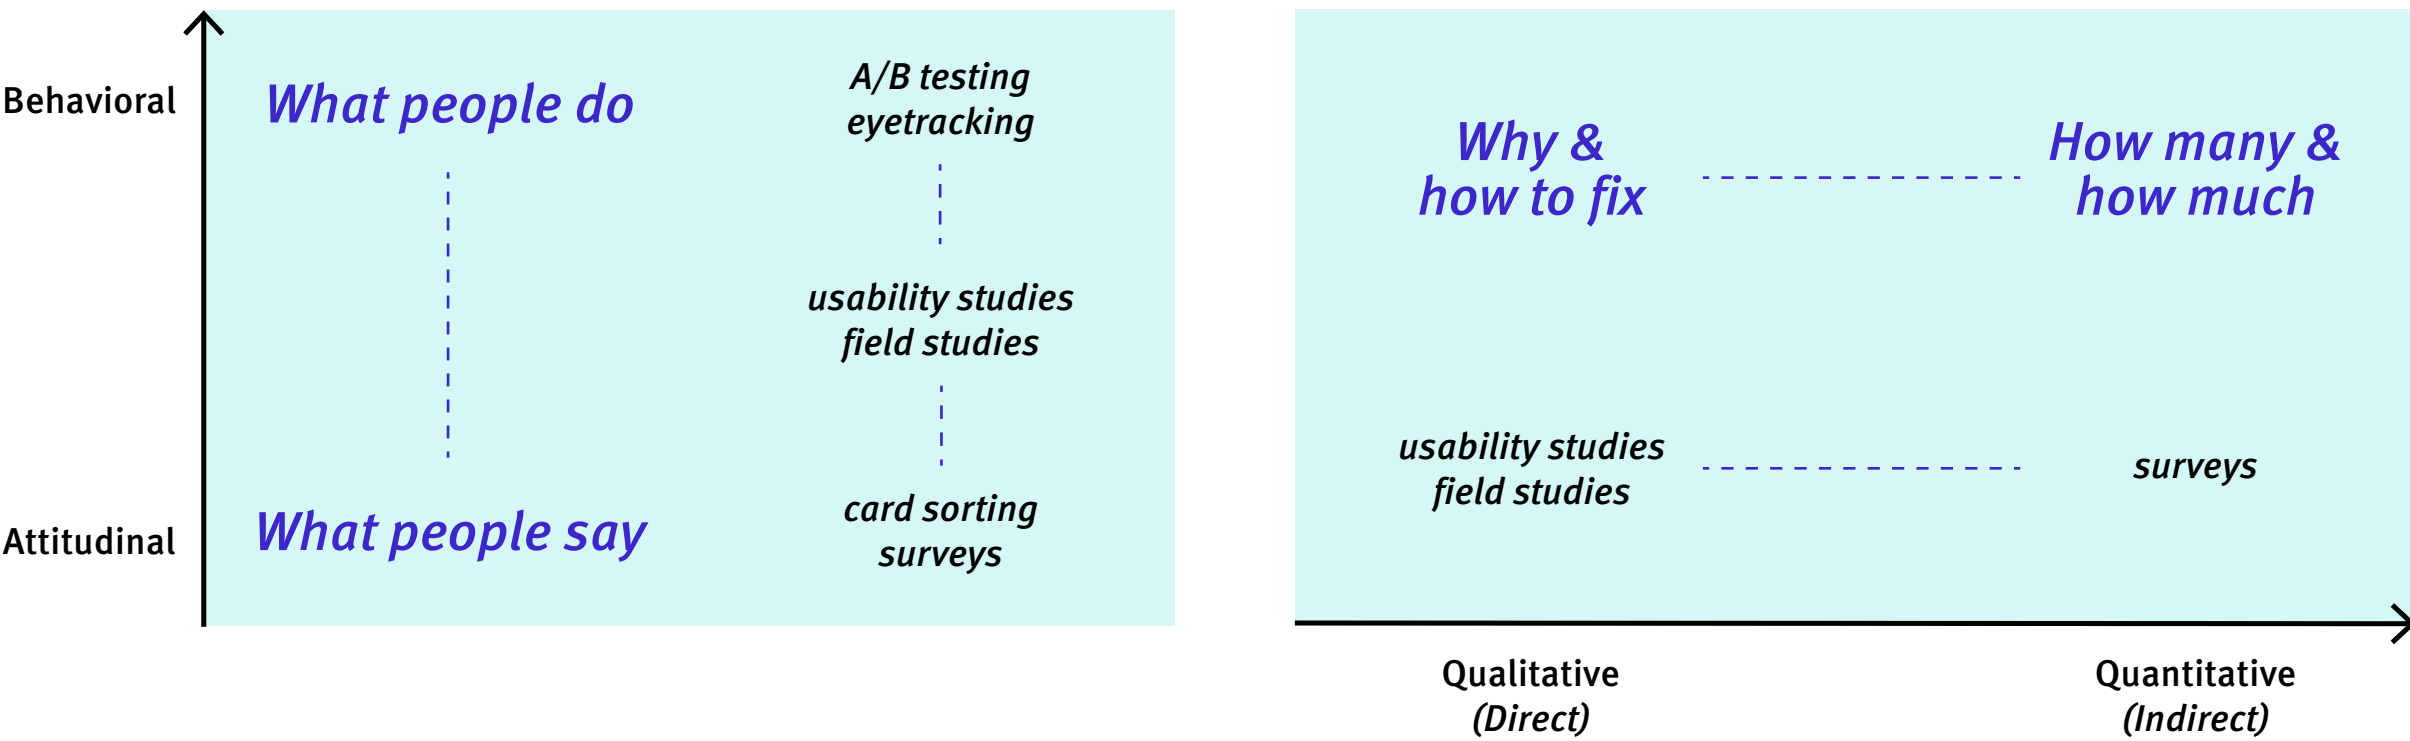 Behavioral
What people do
A/B testing
eyetracking
usability studies
field studies
Attitudinal
What people say
card sorting
surveys
Why &
how to fix
How many &
how much
usability studies
field studies
surveys
Qualitative
(Direct)
Quantitative
(Indirect)